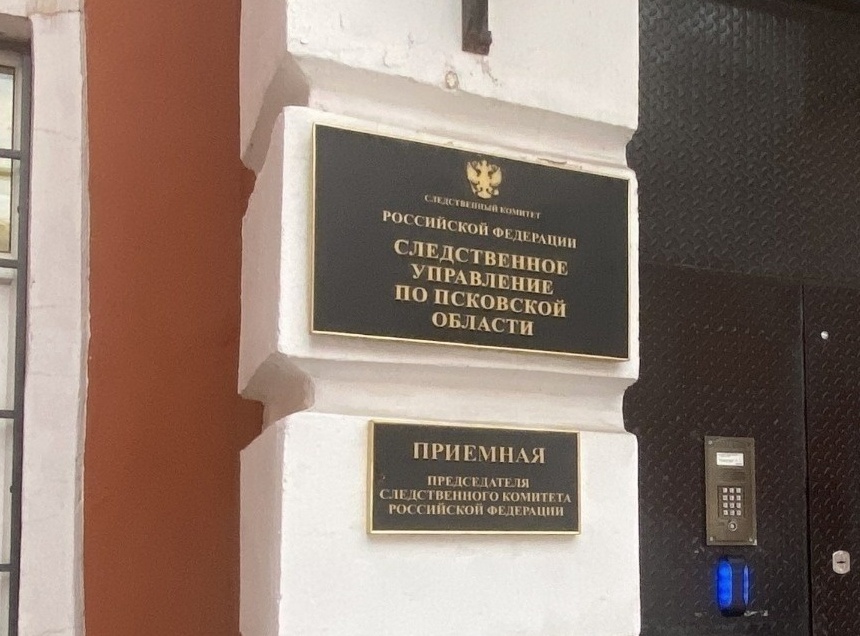 СЛЕДСТВЕННЫЙ КОМИТЕТ
РОССИЙСКОЙ ФЕДЕРАЦИИ
СЛЕДСТВЕННОЕ
УПРАВЛЕНИЕ
ПО ПСКОВСКОЙ
ОБЛАСТИ
ПРИЕМНАЯ
ПРЕДСЕДАТЕЛЯ
СЛЕДСТВЕННОГО КОМИТЕТА
РОССИЙСКОЙ ФЕДЕРАЦИИ